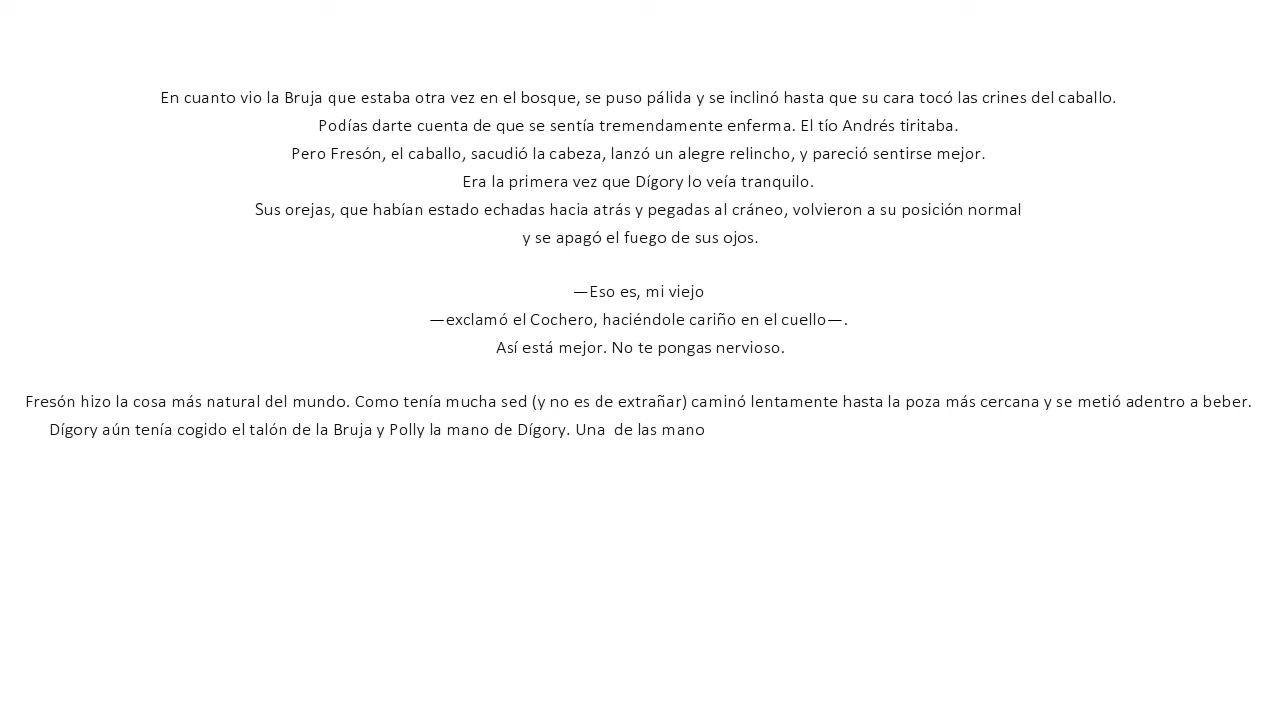 En cuanto vio la Bruja que estaba otra vez en el bosque, se puso pálida y se inclinó hasta que su cara tocó las crines del caballo.
Podías darte cuenta de que se sentía tremendamente enferma. El tío Andrés tiritaba.
Pero Fresón, el caballo, sacudió la cabeza, lanzó un alegre relincho, y pareció sentirse mejor.
Era la primera vez que Dígory lo veía tranquilo.
Sus orejas, que habían estado echadas hacia atrás y pegadas al cráneo, volvieron a su posición normal
y se apagó el fuego de sus ojos.
—Eso es, mi viejo
—exclamó el Cochero, haciéndole cariño en el cuello—.
Así está mejor. No te pongas nervioso.
Fresón hizo la cosa más natural del mundo. Como tenía mucha sed (y no es de extrañar) caminó lentamente hasta la poza más cercana y se metió adentro a beber.
Dígory aún tenía cogido el talón de la Bruja y Polly la mano de Dígory. Una  de las mano